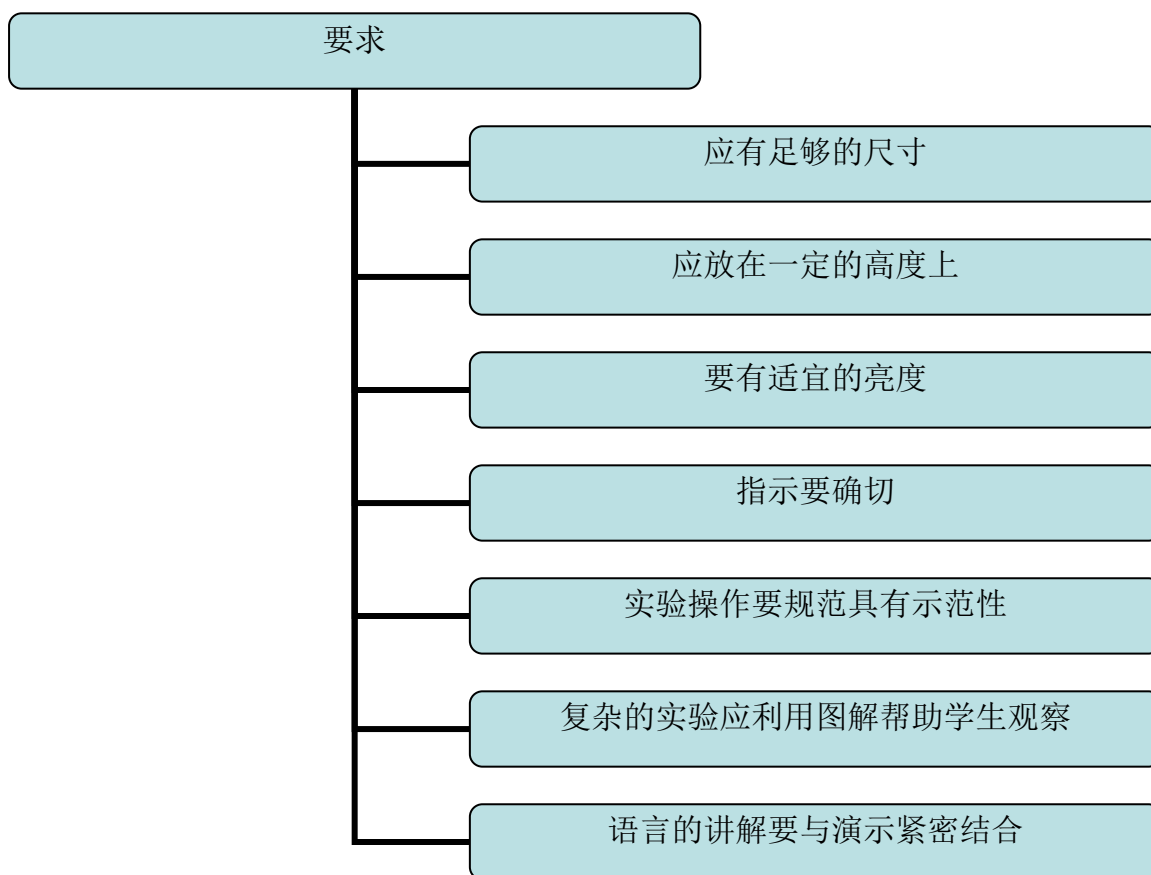 要求
应有足够的尺寸
应放在一定的高度上
要有适宜的亮度
指示要确切
实验操作要规范具有示范性
复杂的实验应利用图解帮助学生观察
语言的讲解要与演示紧密结合